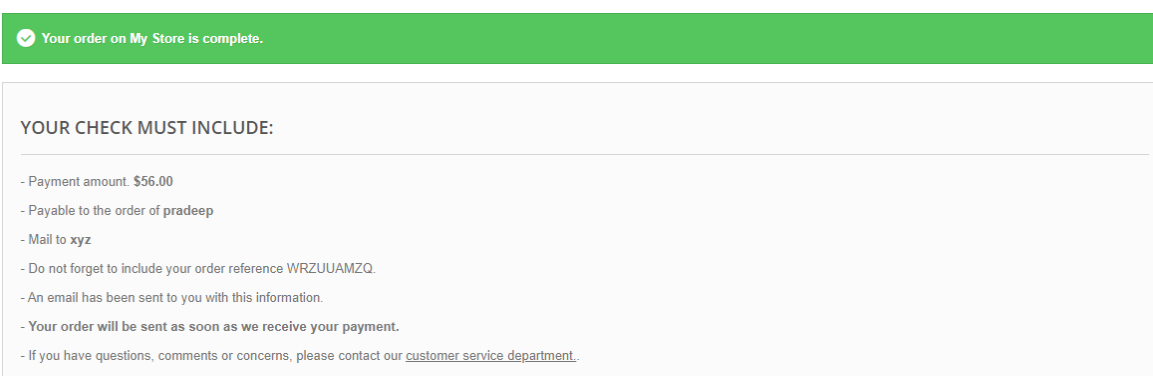 Your order on My Store is complete.
YOUR CHECK MUST INCLUDE:
- Payment amount. $56.00
- Payable to the order of pradeep
- Mail to xyz
- Do not forget to include your order reference WRZUUAMZQ.
- An email has been sent to you with this information.
- Your order will be sent as soon as we receive your payment.
- If you have questions, comments or concerns, please contact our customer service department..